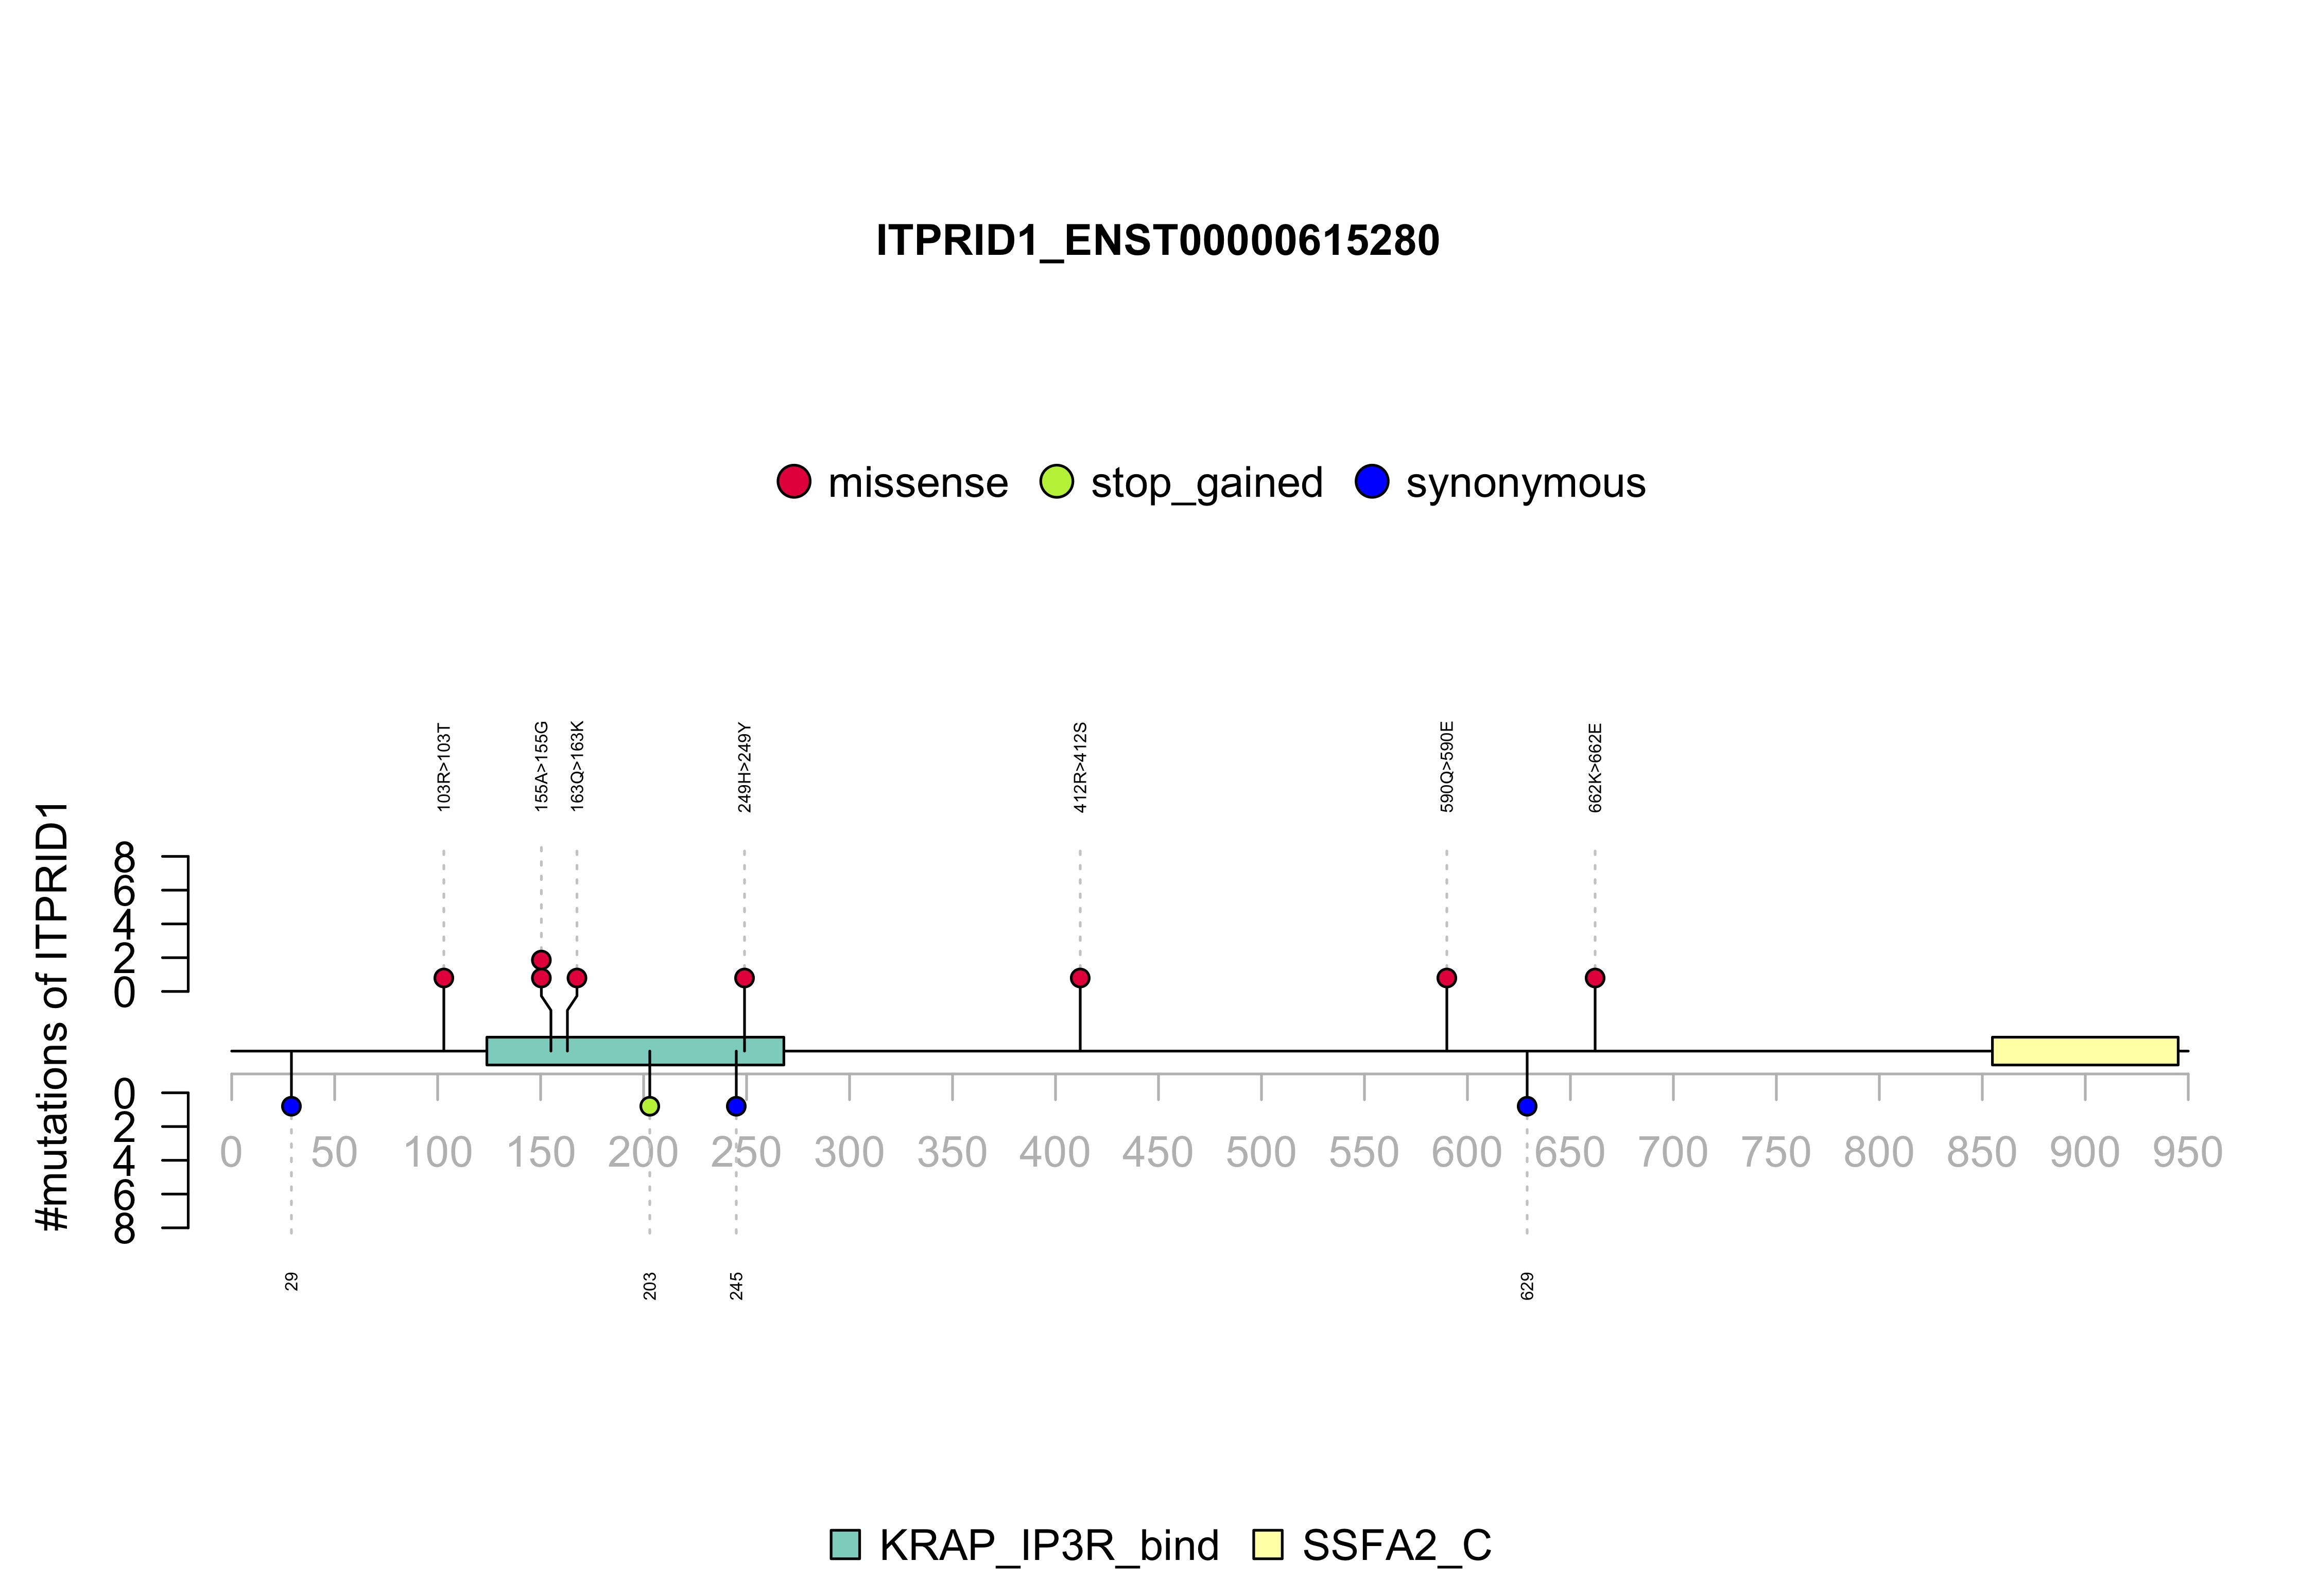 ITPRID1_ENST00000615280
missense stop_gained synonymous
103R>103T
155A>155G
163Q>163K
249H>249Y
412R>412S
590Q>590E
662K>662E
#mutations of ITPRID1
8
6
4
2
0
0
2
4
6
8
0 50 100 150 200 250 300 350 400 450 500 550 600 650 700 750 800 850 900 950
29
203
245
629
KRAP_IP3R_bind SSFA2_C